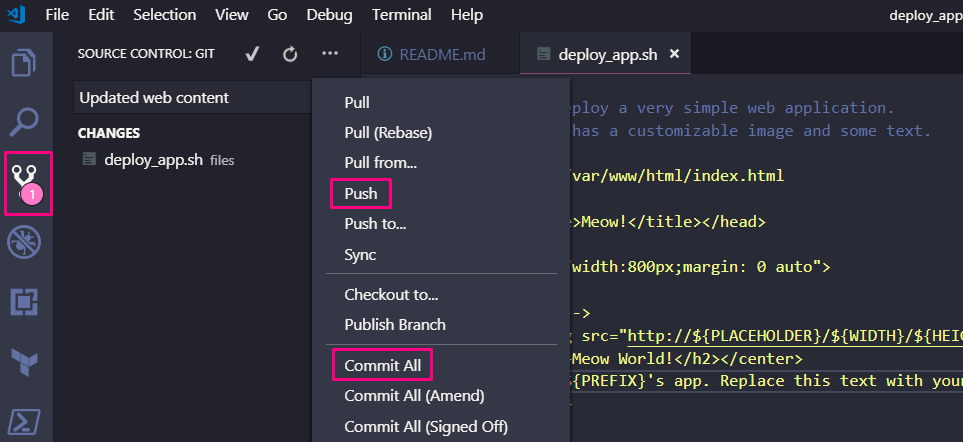 File Edit Selection View Go Debug Terminal Help
deploy_app
SOURCE CONTROL: GIT
README.md
deploy_app.sh
Updated web content
CHANGES
deploy_app.sh files
1
Pull
Pull (Rebase)
Pull from...
Push
Push to...
Sync
Checkout to...
Publish Branch
Commit All
Commit All (Amend)
Commit All (Signed Off)
ploy a very simple web application.
has a customizable image and some text.
/var/www/html/index.html
e>Meow!</title></head>
"width:800px;margin: 0 auto">
->
g src="http://${PLACEHOLDER}/${WIDTH}/${HEIG
>Meow World!</h2></center>
${PREFIX}'s app. Replace this text with your